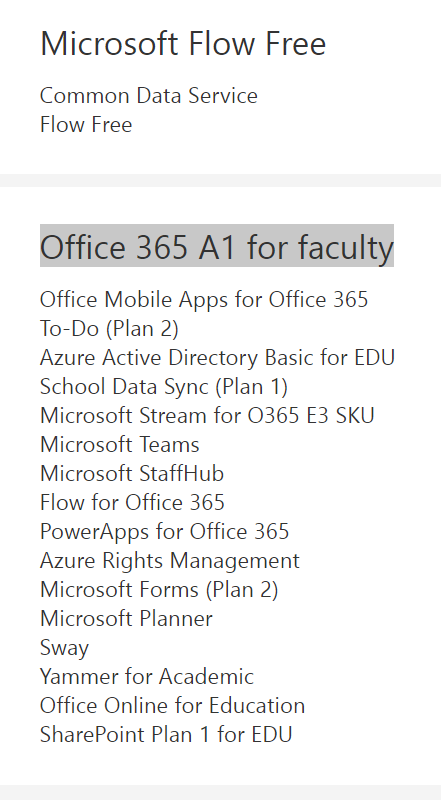 Microsoft Flow Free
Common Data Service
Flow Free
Office 365 A1 for faculty
Office Mobile Apps for Office 365
To-Do (Plan 2)
Azure Active Directory Basic for EDU
School Data Sync (Plan 1)
Microsoft Stream for O365 E3 SKU
Microsoft Teams
Microsoft StaffHub
Flow for Office 365
PowerApps for Office 365
Azure Rights Management
Microsoft Forms (Plan 2)
Microsoft Planner
Sway
Yammer for Academic
Office Online for Education
SharePoint Plan 1 for EDU